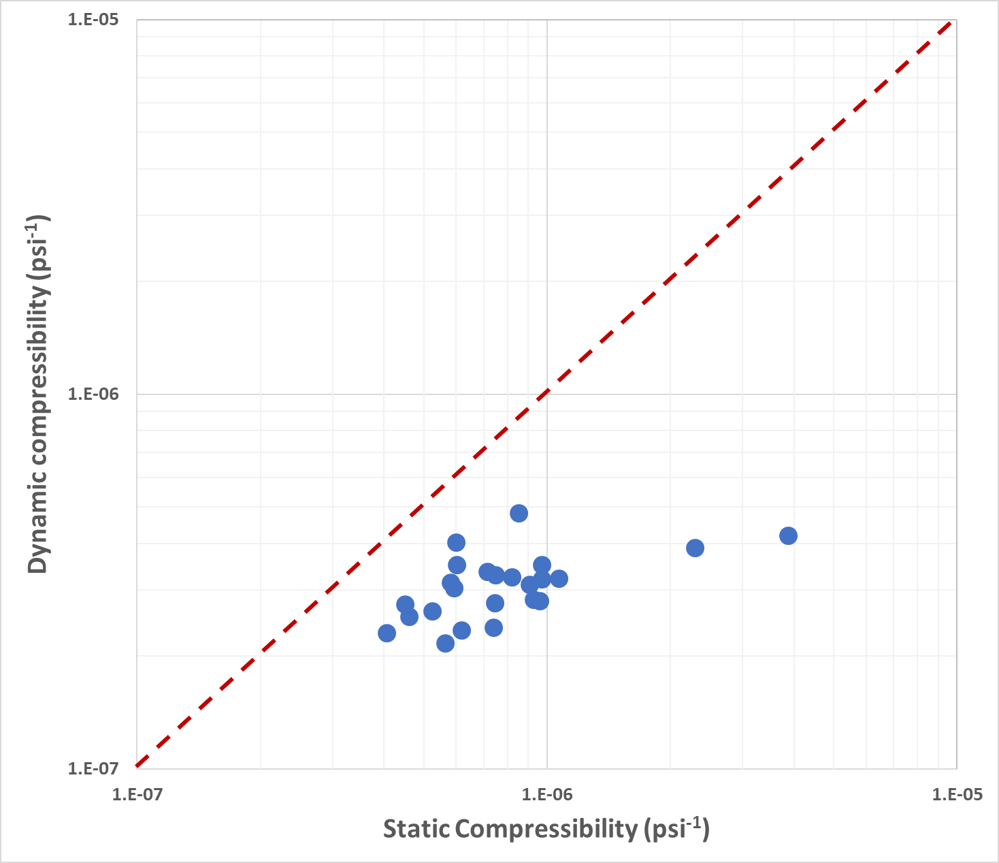 1.E-05
1.E-06
1.E-07
Dynamic compressibility (psi⁻¹)
1.E-07 1.E-06 1.E-05
Static Compressibility (psi⁻¹)